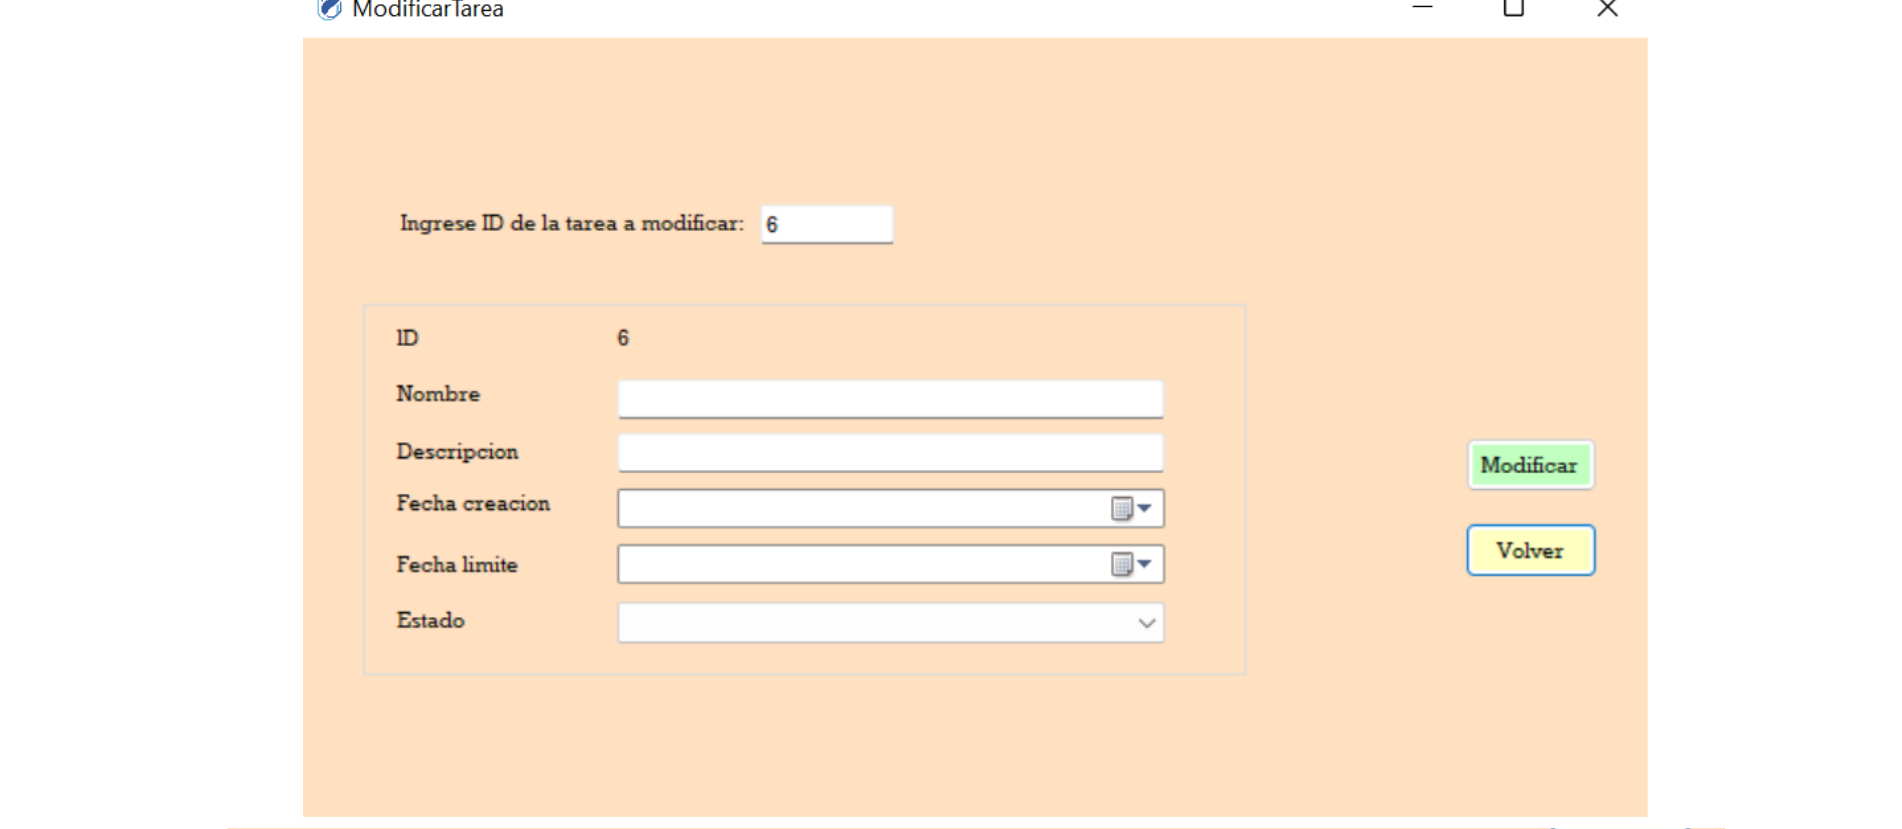 ModificarTarea
Ingrese ID de la tarea a modificar: 6
ID 6
Nombre
Descripcion
Fecha creacion
Modificar
Fecha limite
Volver
Estado